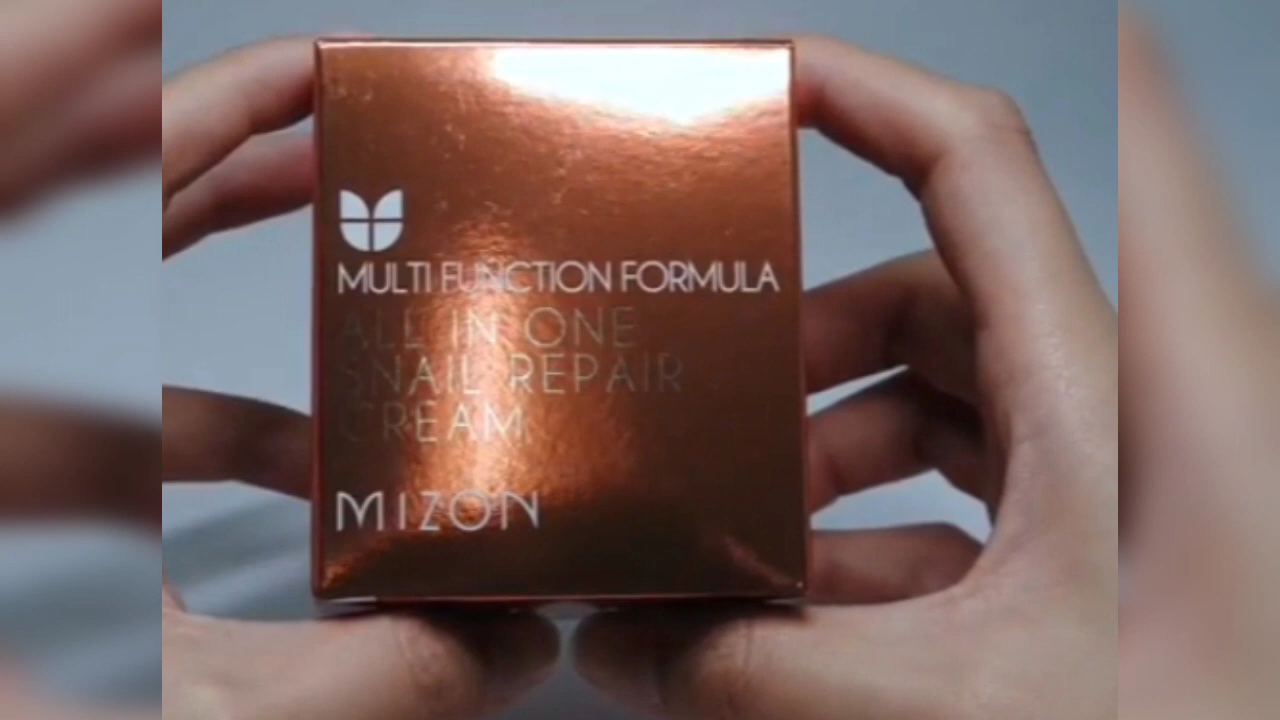 MULTI FUNCTION FORMULA
ALL IN ONE
SNAIL REPAIR
CREAM
MIZON